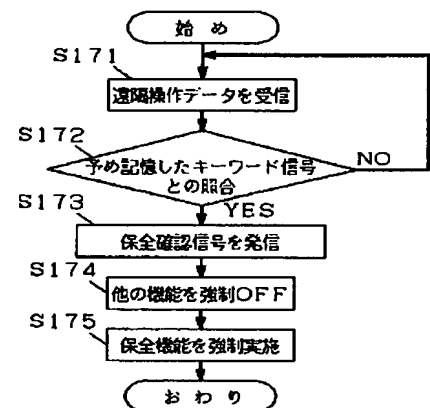 始め
S171
遠隔操作データを受信
S172
予め記憶したキーワード信号
との照合
NO
YES
S173
保全確認信号を発信
S174
他の機能を強制OFF
S175
保全機能を強制実施
おわり